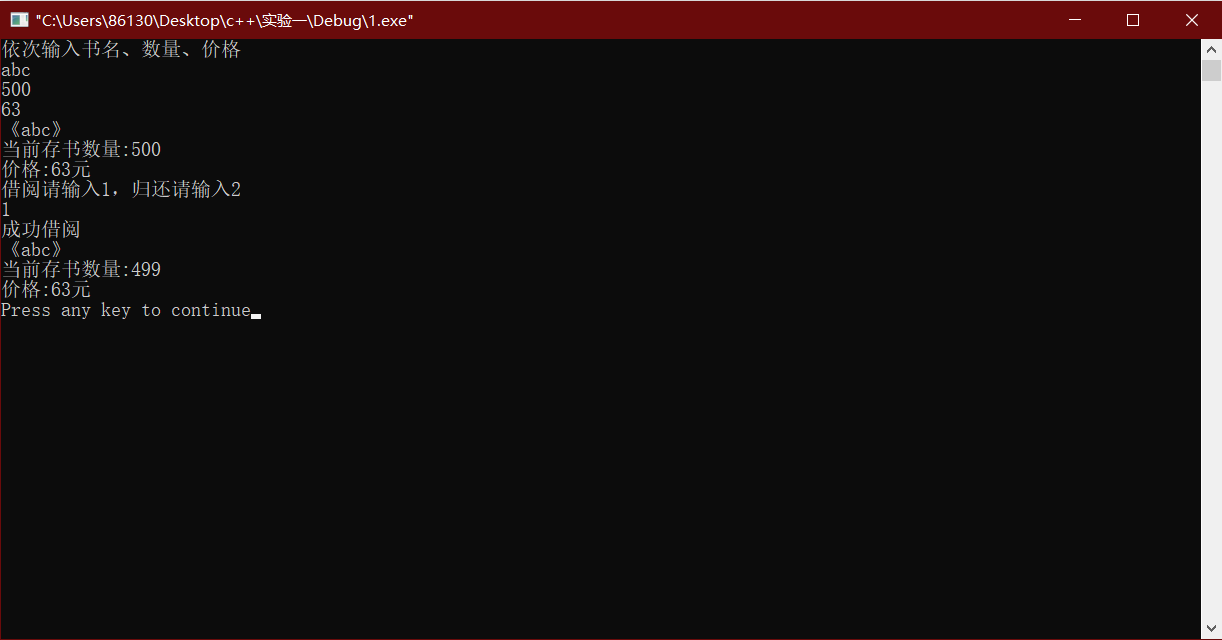 "C:\Users\86130\Desktop\c++\实验一\Debug\1.exe"
依次输入书名、数量、价格
abc
500
63
《abc》
当前存书数量:500
价格:63元
借阅请输入1，归还请输入2
1
成功借阅
《abc》
当前存书数量:499
价格:63元
Press any key to continue